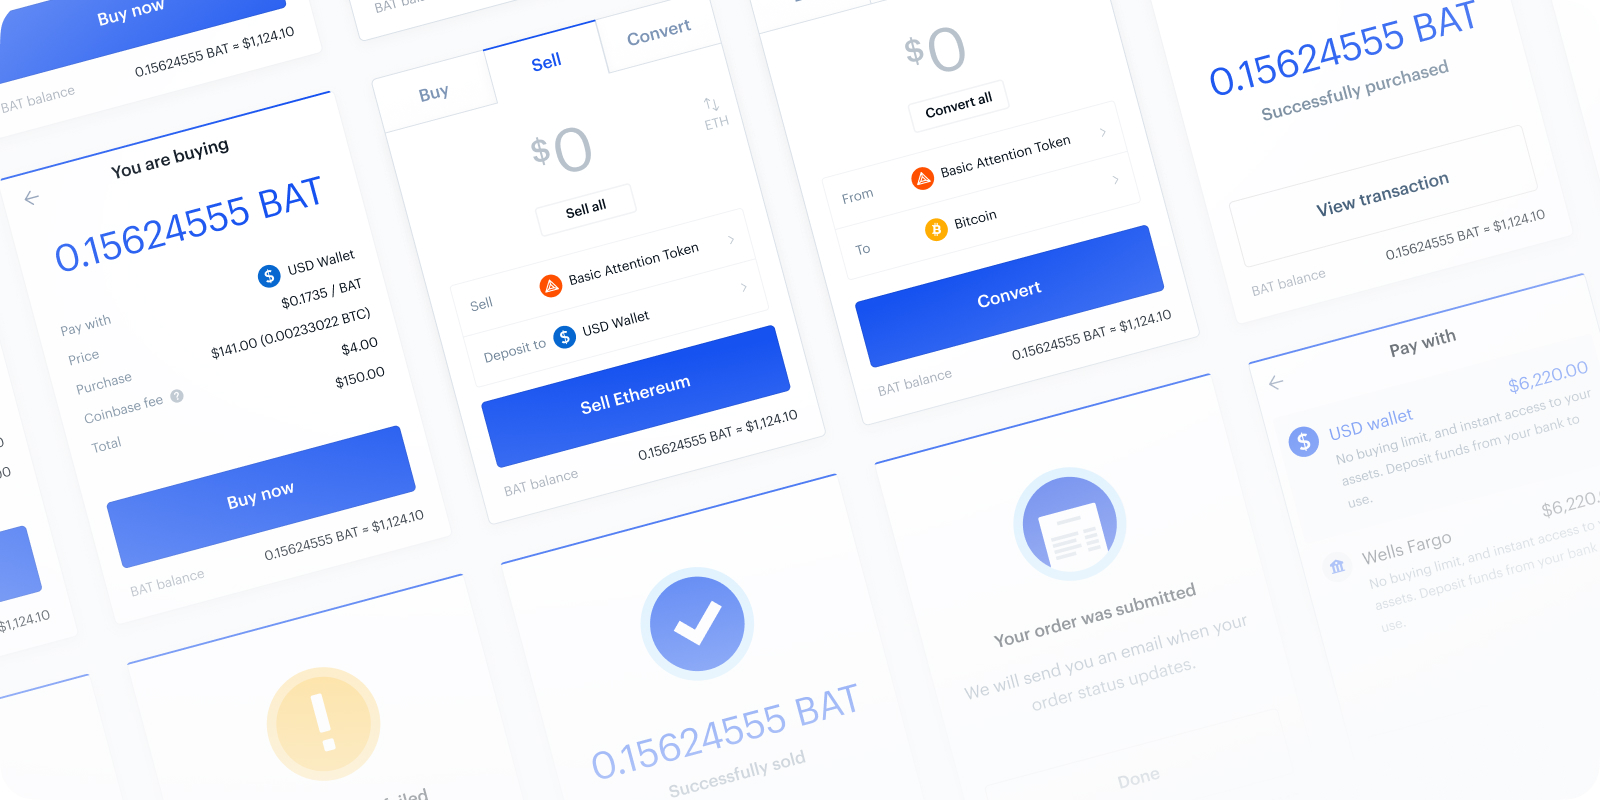 Buy now
0.15624555 BAT ≈ $1,124.10
BAT balance
You are buying
0.15624555 BAT
Pay with
USD Wallet
Price
$0.1735 / BAT
Purchase
$141.00 (0.00233022 BTC)
Coinbase fee ?
$4.00
Total
$150.00
Buy now
BAT balance
0.15624555 BAT ≈ $1,124.10
$1,124.10
Buy
Sell
Convert
$0
ETH
Sell all
Sell
Basic Attention Token
Deposit to
USD Wallet
Sell Ethereum
BAT balance
0.15624555 BAT ≈ $1,124.10
$0
Convert all
From
Basic Attention Token
To
Bitcoin
Convert
BAT balance
0.15624555 BAT ≈ $1,124.10
0.15624555 BAT
Successfully purchased
View transaction
BAT balance
0.15624555 BAT ≈ $1,124.10
0.15624555 BAT
Successfully sold
Your order was submitted
We will send you an email when your
order status updates.
Done
Pay with
USD wallet
$6,220.00
No buying limit, and instant access to your
assets. Deposit funds from your bank to
use.
Wells Fargo
$6,220.
No buying limit, and instant access to
assets. Deposit funds from your bank
use.